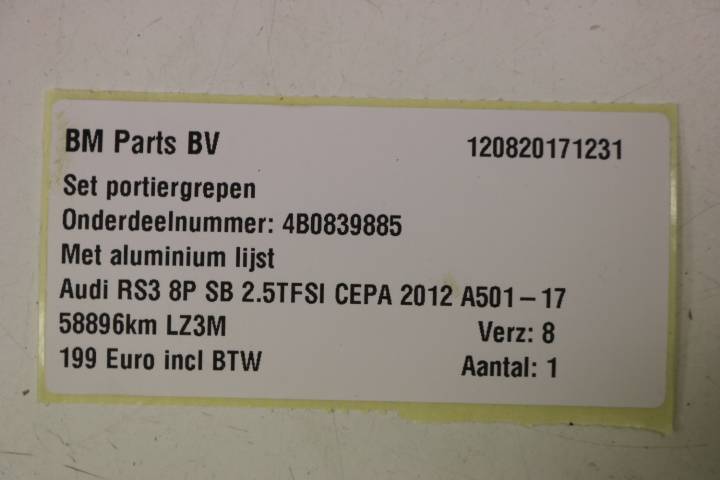 BM Parts BV 120820171231
Set portiergrepen
Onderdeelnummer: 4B0839885
Met aluminium lijst
Audi RS3 8P SB 2.5TFSI CEPA 2012 A501-17
58896km LZ3M Verz: 8
199 Euro incl BTW Aantal: 1